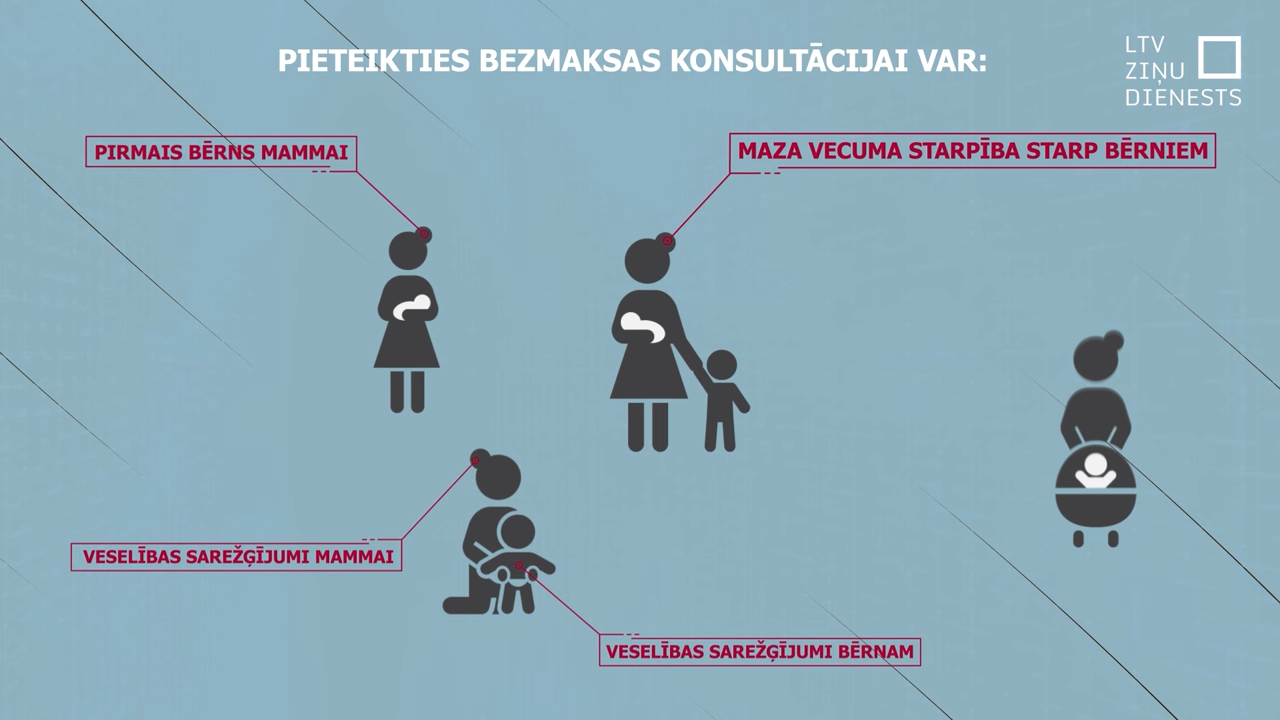 PIETEIKTIES BEZMAKSAS KONSULTĀCIJAI VAR:
LTV
ZIŅU
DIENESTS
PIRMAIS BĒRNS MAMMAI
MAZA VECUMA STARPĪBA STARP BĒRNIEM
VESELĪBAS SAREŽĢĪJUMI MAMMAI
VESELĪBAS SAREŽĢĪJUMI BĒRNAM